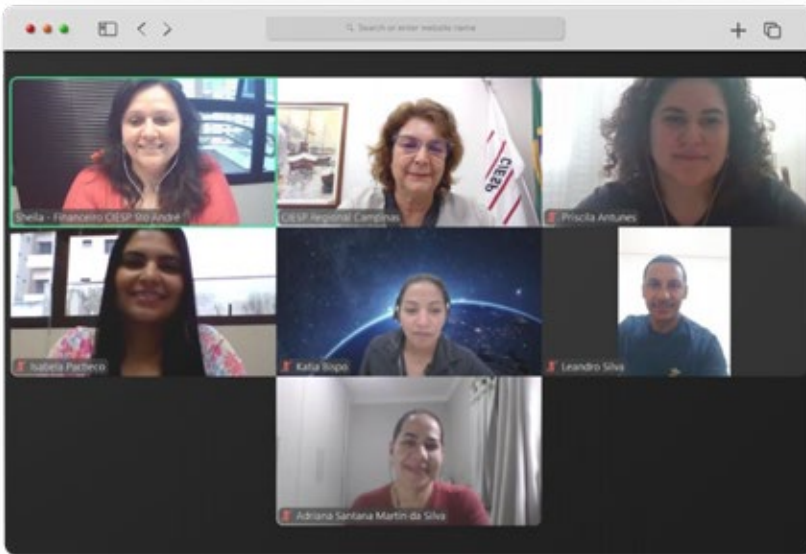 Search or enter website name
CIESP
Sheila - Financeiro CIESP Sto André
CIESP Regional Campinas
Priscila Antunes
Isabela Pacheco
Katia Bispo
Leandro Silva
Adriana Santana Martin da Silva